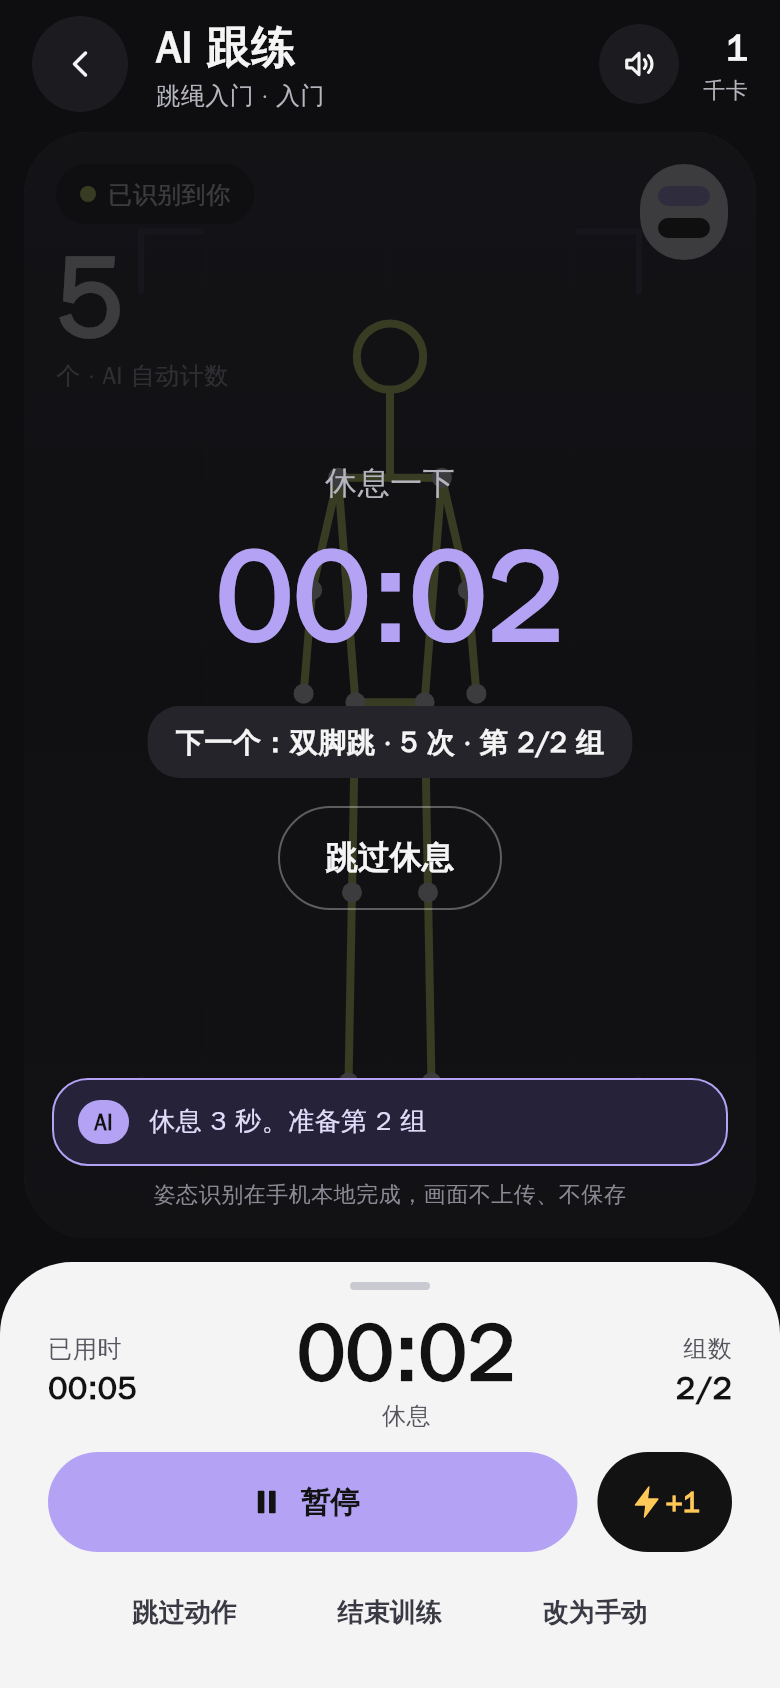 AI 跟练
跳绳入门 · 入门
1
千卡
已识别到你
5
个 · AI 自动计数
休息一下
00:02
下一个：双脚跳 · 5 次 · 第 2/2 组
跳过休息
AI 休息 3 秒。准备第 2 组
姿态识别在手机本地完成，画面不上传、不保存
已用时
00:05
00:02
休息
组数
2/2
暂停
+1
跳过动作
结束训练
改为手动